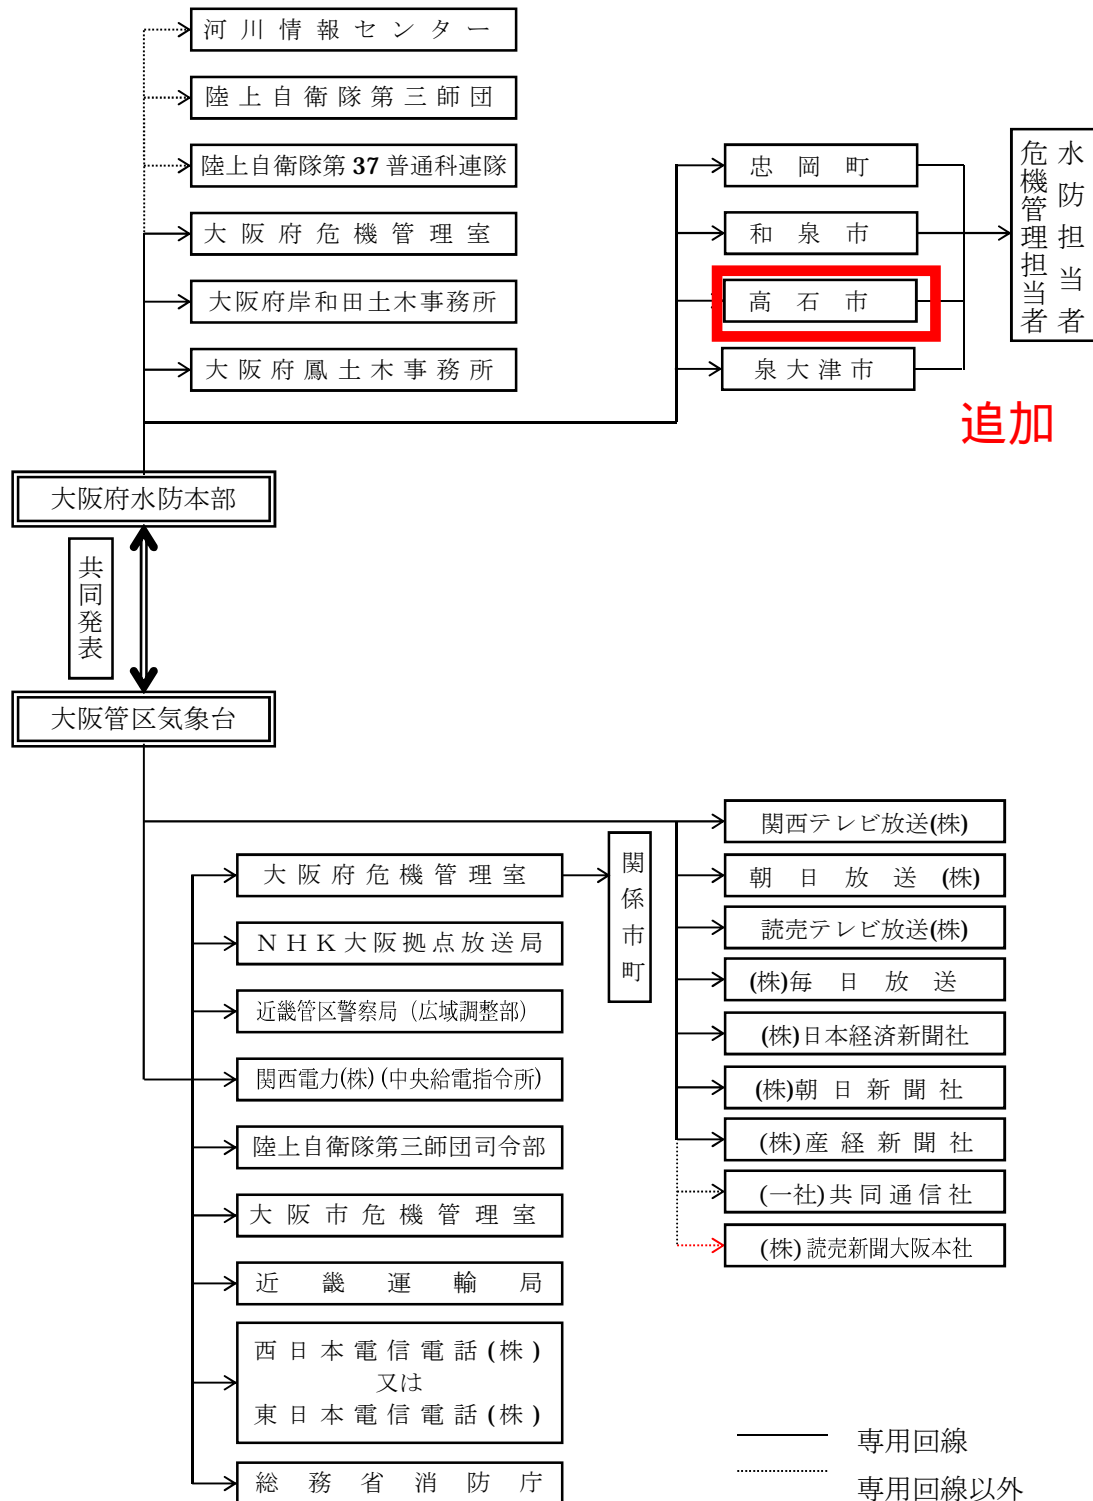 河川情報センター
陸上自衛隊第三師団
陸上自衛隊第 37 普通科連隊
大阪府危機管理室
大阪府岸和田土木事務所
大阪府鳳土木事務所
忠岡町
和泉市
高石市
泉大津市
水防担当者
危機管理担当者
追加
大阪府水防本部
共同発表
大阪管区気象台
大阪府危機管理室
NHK大阪拠点放送局
近畿管区警察局（広域調整部）
関西電力(株) (中央給電指令所)
陸上自衛隊第三師団司令部
大阪市危機管理室
近畿運輸局
西日本電信電話(株)
又は
東日本電信電話(株)
総務省消防庁
関係市町
関西テレビ放送(株)
朝日放送(株)
読売テレビ放送(株)
(株)毎日放送
(株)日本経済新聞社
(株)朝日新聞社
(株)産経新聞社
(一社)共同通信社
(株)読売新聞大阪本社
専用回線
専用回線以外